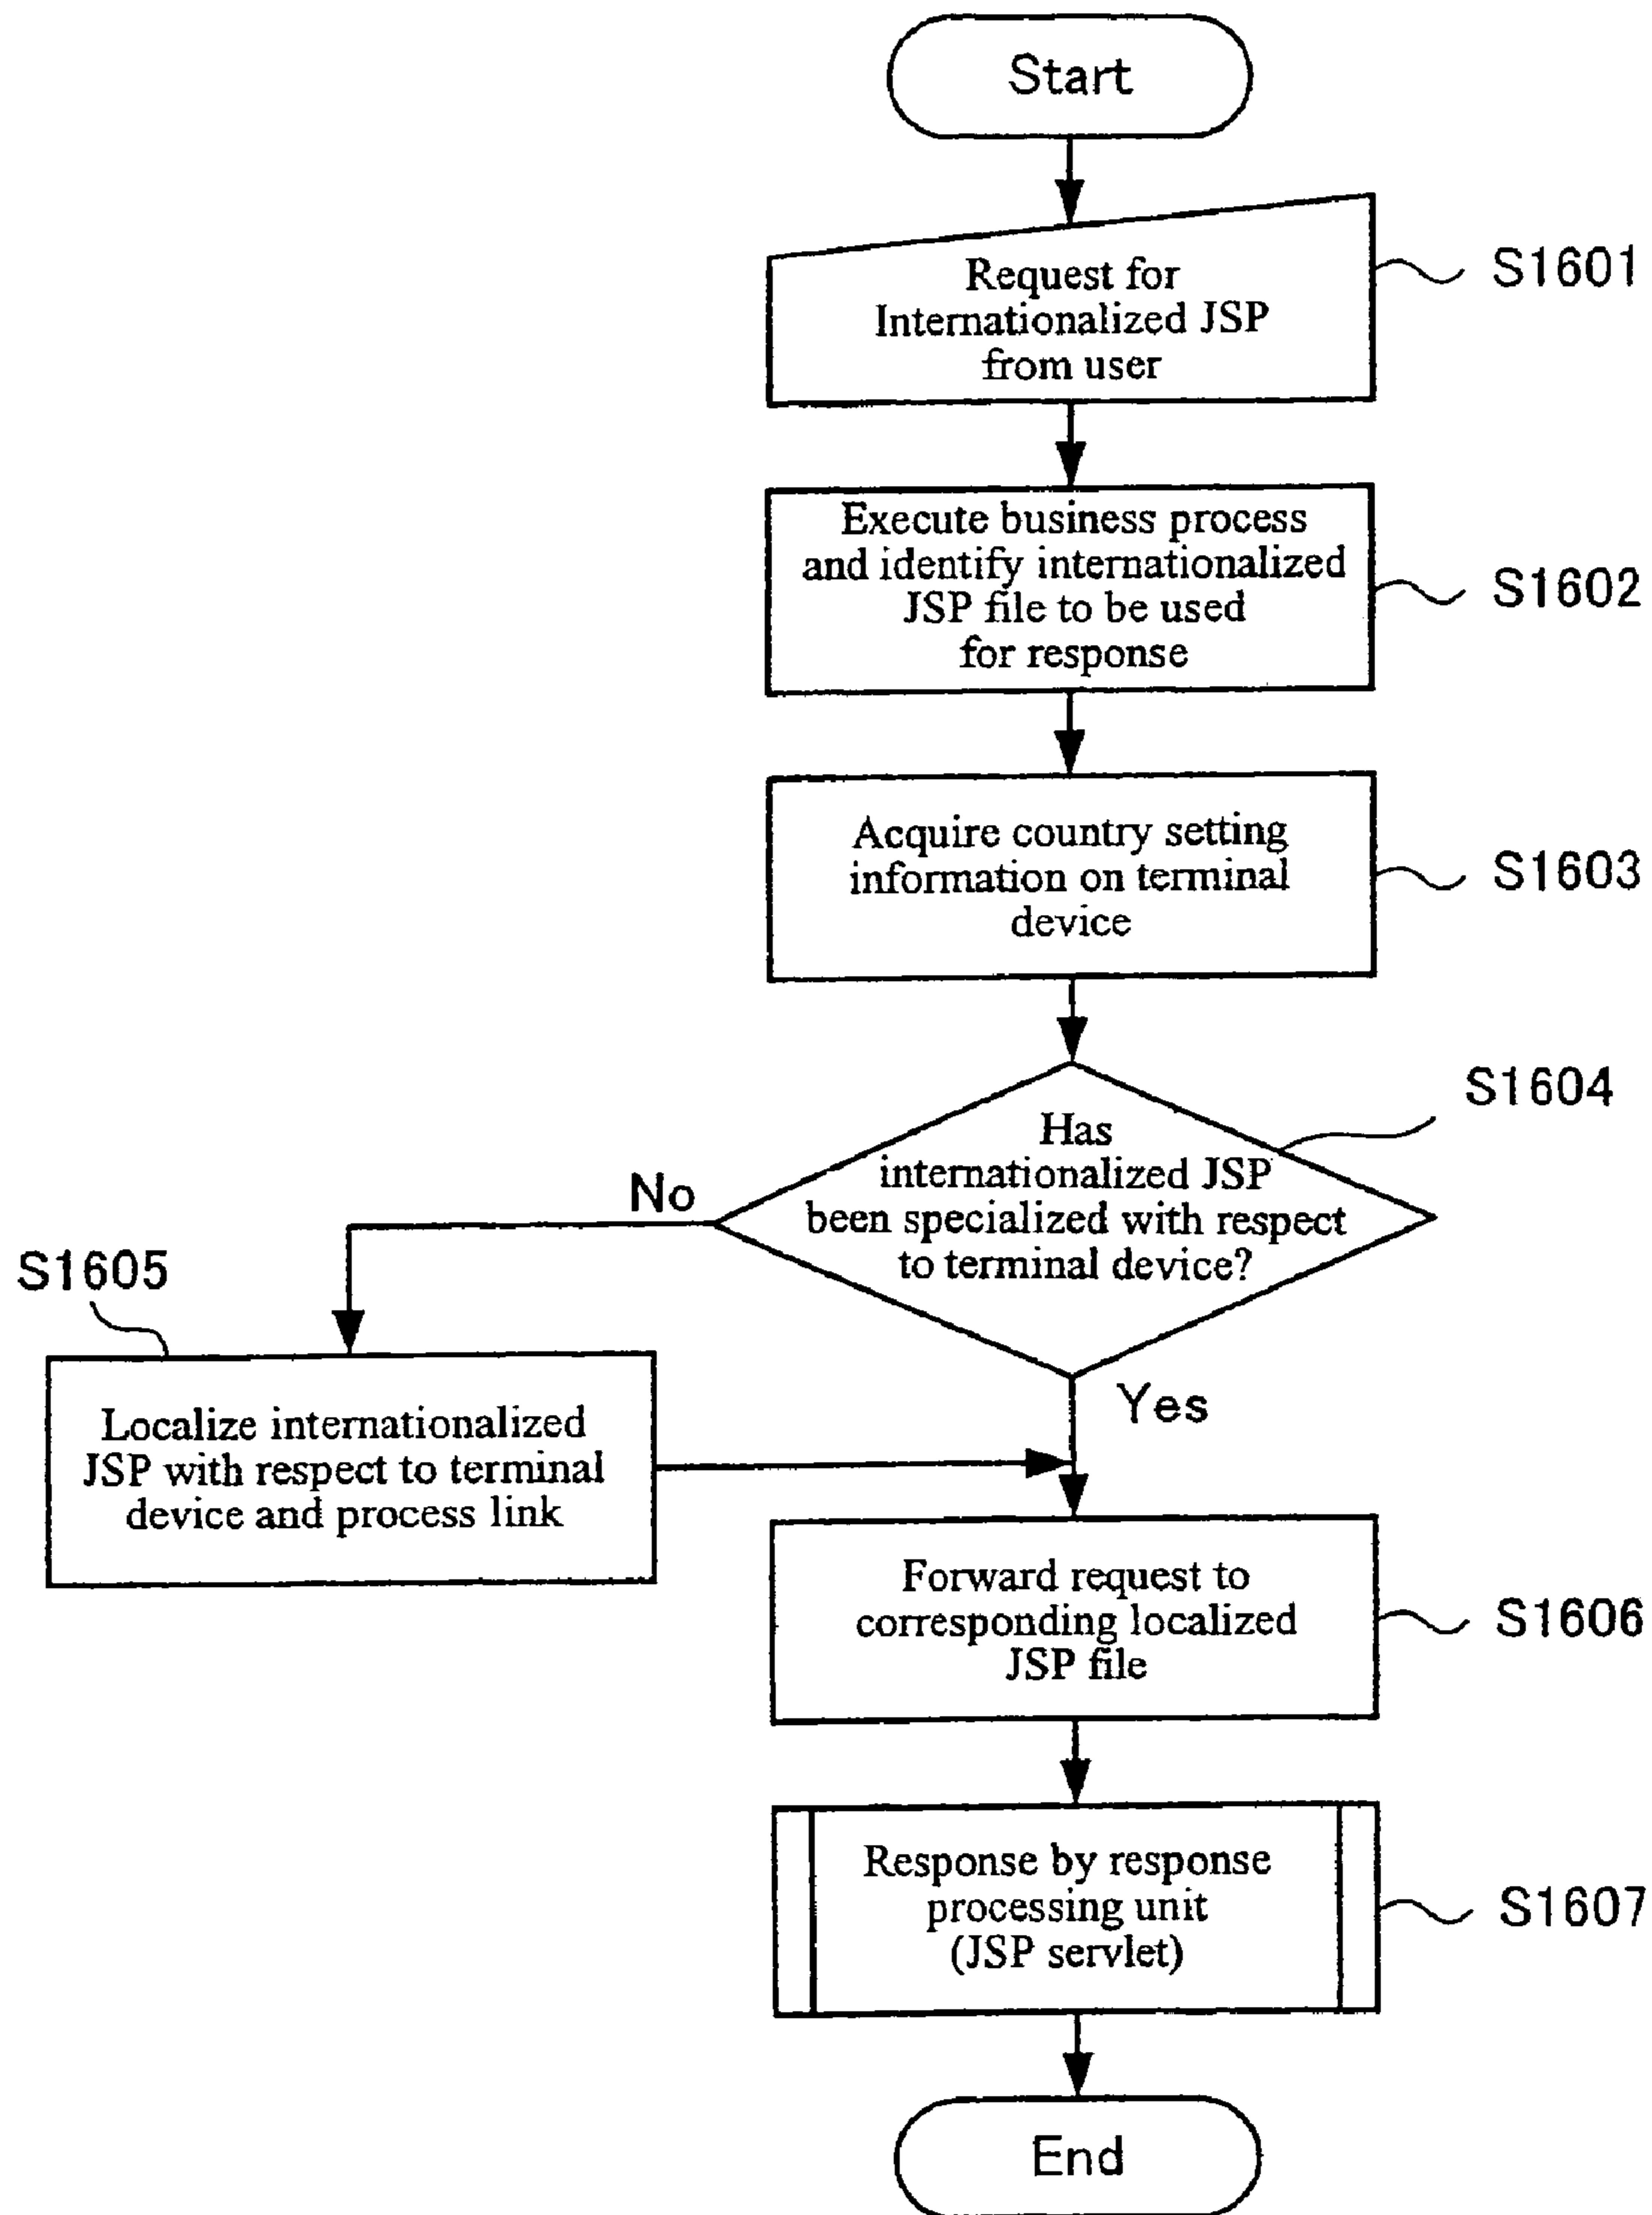 Start
Request for
Internationalized JSP
from user
S1601
Execute business process
and identify internationalized
JSP file to be used
for response
S1602
Acquire country setting
information on terminal
device
S1603
Has
internationalized JSP
been specialized with respect
to terminal device?
S1604
No
Yes
S1605
Localize internationalized
JSP with respect to terminal
device and process link
Forward request to
corresponding localized
JSP file
S1606
Response by response
processing unit
(JSP servlet)
S1607
End